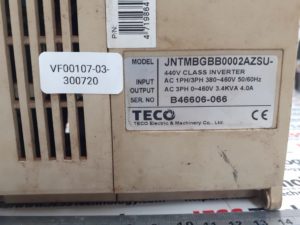 P/N:
4T719864
VF00107-03-
300720
MODEL JNTMBGBB0002AZSU-
440V CLASS INVERTER
INPUT AC 1PH/3PH 380~460V 50/60Hz
OUTPUT AC 3PH 0~460V 3.4KVA 4.0A
SER. NO B46606-066
TECO
TECO Electric & Machinery Co., Ltd.